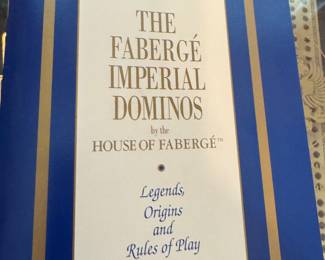 THE
FABERGÉ
IMPERIAL
DOMINOS
by the
HOUSE OF FABERGÉ™
Legends,
Origins
and
Rules of Play